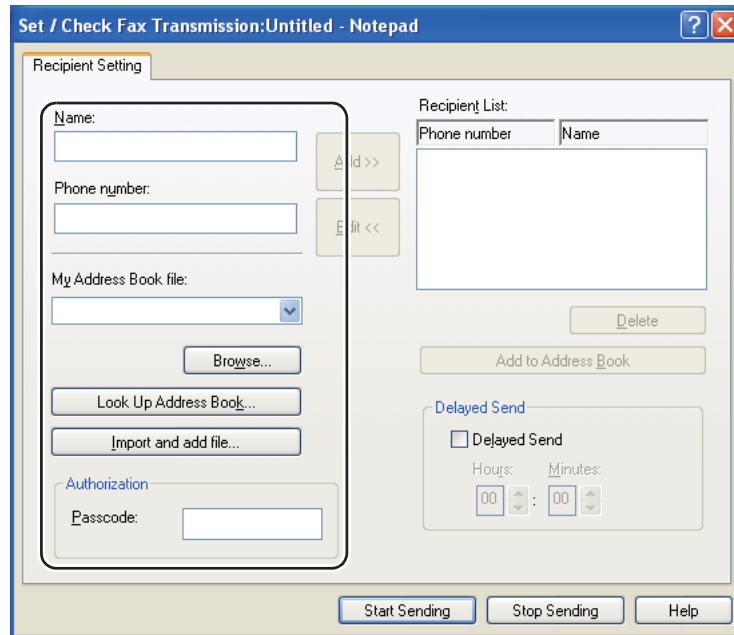 Set / Check Fax Transmission:Untitled - Notepad
Recipient Setting
Name:
Phone number:
My Address Book file:
Browse...
Look Up Address Book...
Import and add file...
Authorization
Passcode:
Add >>
Edit <<
Recipient List:
Phone number Name
Delete
Add to Address Book
Delayed Send
Delayed Send
Hours: Minutes:
00 : 00
Start Sending Stop Sending Help